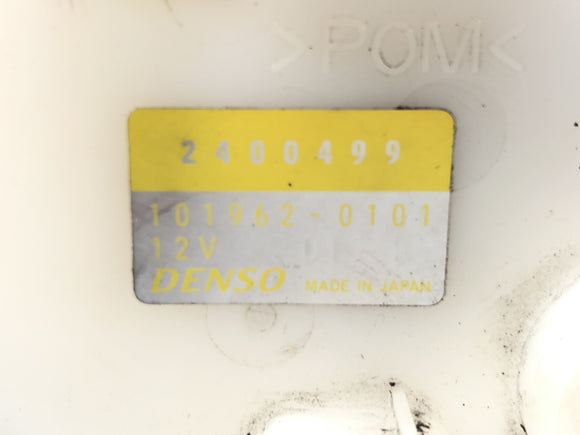 >POM<
2400499
101962-0101
12V
DENSO MADE IN JAPAN